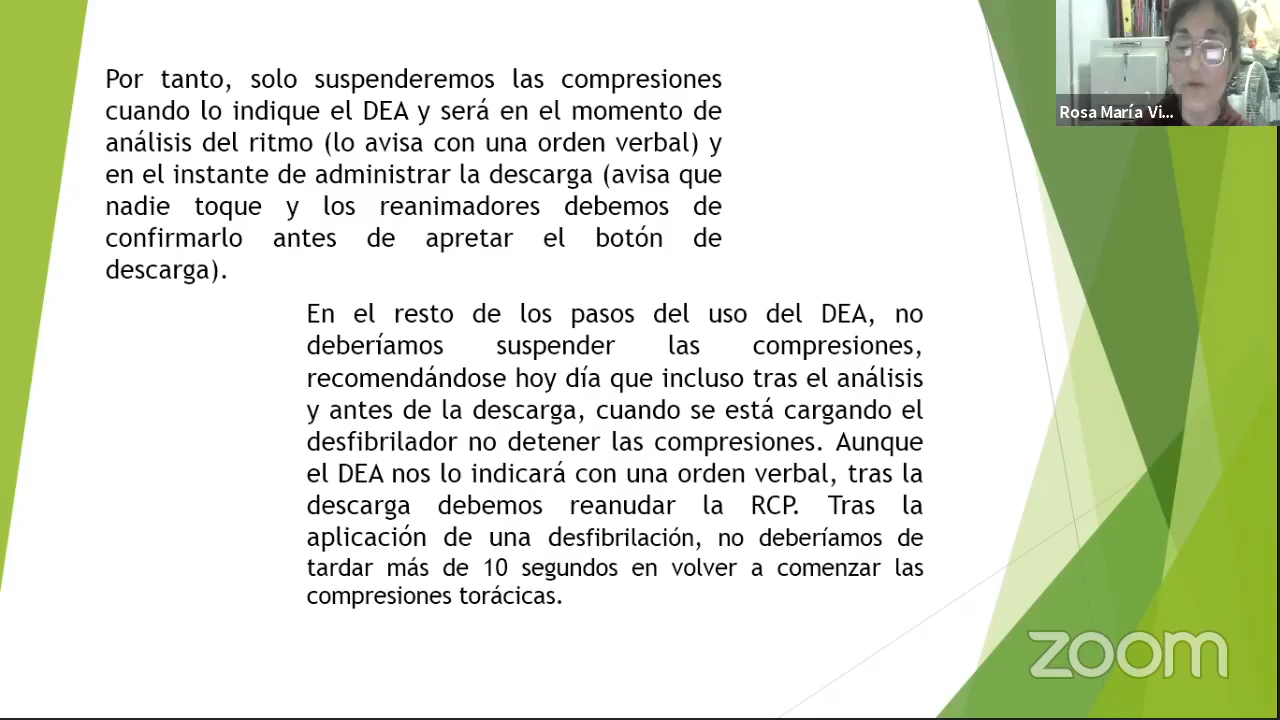 Por tanto, solo suspenderemos las compresiones
cuando lo indique el DEA y será en el momento de
análisis del ritmo (lo avisa con una orden verbal) y
en el instante de administrar la descarga (avisa que
nadie toque y los reanimadores debemos de
confirmarlo antes de apretar el botón de
descarga).
En el resto de los pasos del uso del DEA, no
deberíamos suspender las compresiones,
recomendándose hoy día que incluso tras el análisis
y antes de la descarga, cuando se está cargando el
desfibrilador no detener las compresiones. Aunque
el DEA nos lo indicará con una orden verbal, tras la
descarga debemos reanudar la RCP. Tras la
aplicación de una desfibrilación, no deberíamos de
tardar más de 10 segundos en volver a comenzar las
compresiones torácicas.
Rosa María Vi...
zoom